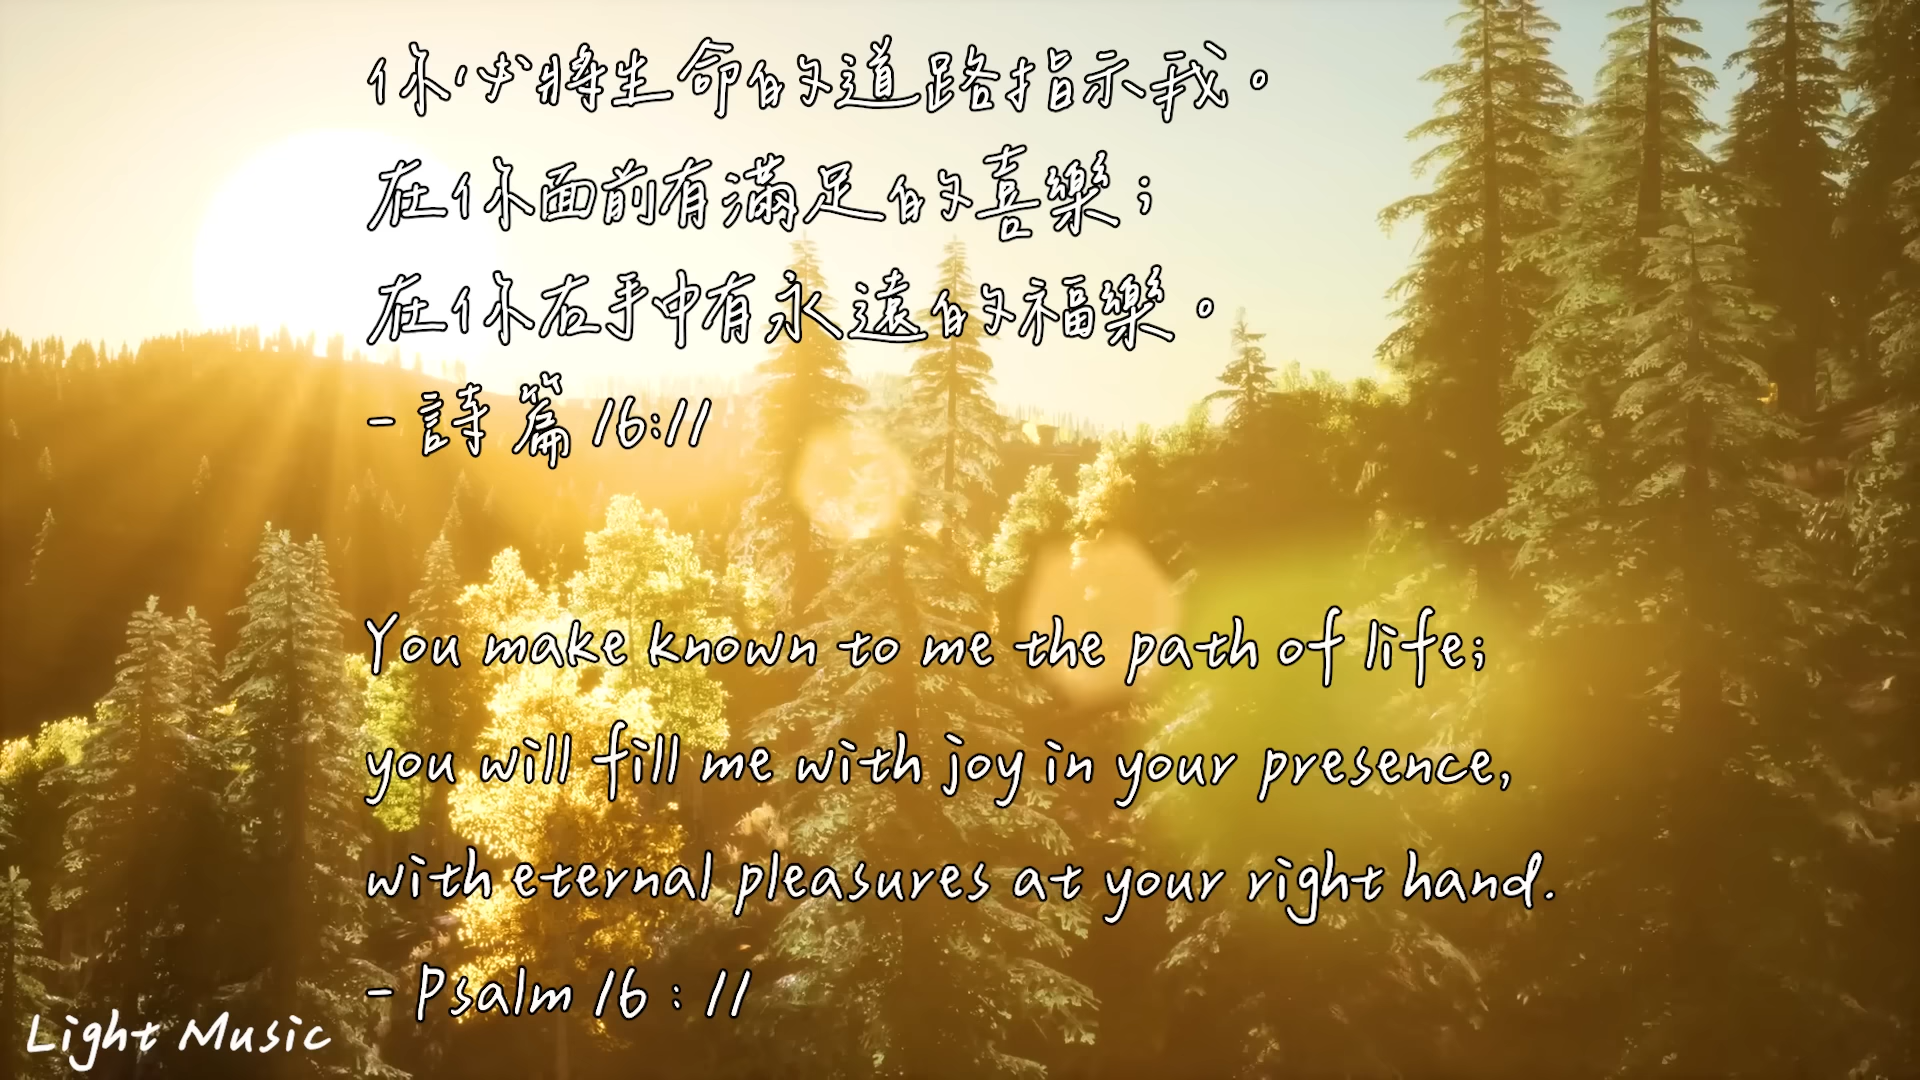 你必將生命的道路指示我。
在你面前有滿足的喜樂；
在你右手中有永遠的福樂。
- 詩篇 16:11
You make known to me the path of life;
you will fill me with joy in your presence,
with eternal pleasures at your right hand.
- Psalm 16 : 11
Light Music